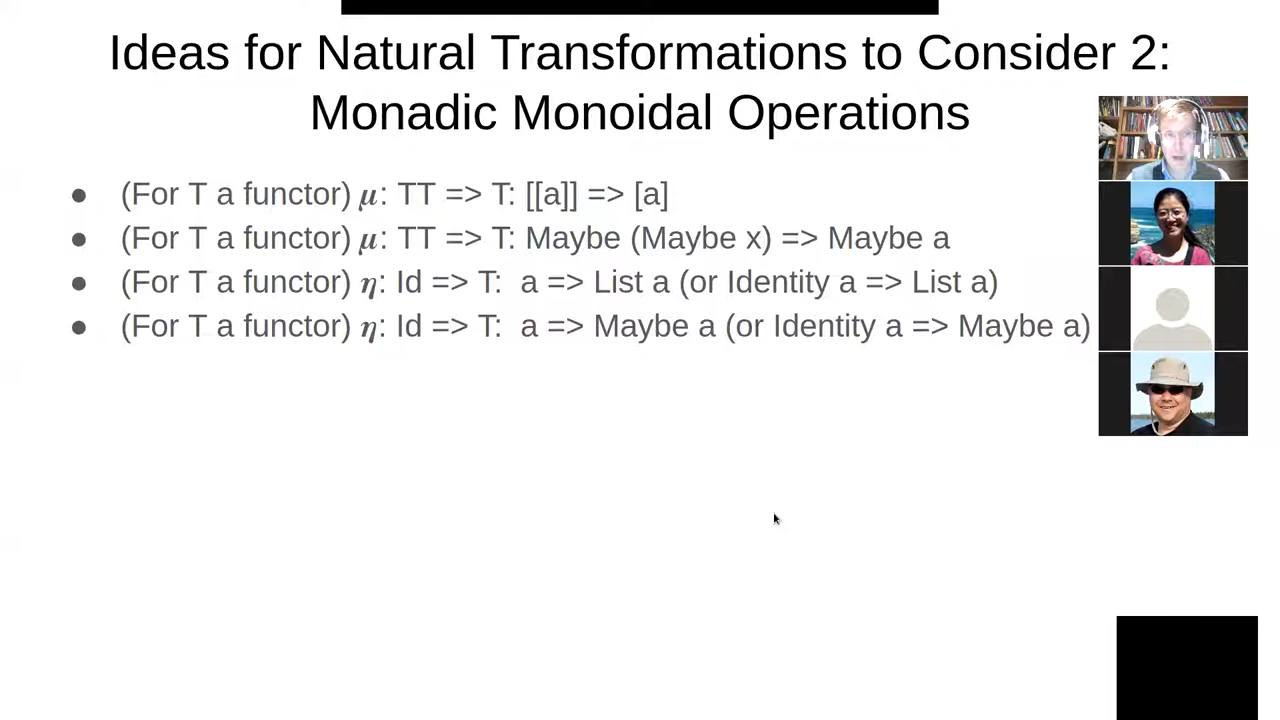 Ideas for Natural Transformations to Consider 2:
Monadic Monoidal Operations
● (For T a functor) μ: TT => T: [[a]] => [a]
● (For T a functor) μ: TT => T: Maybe (Maybe x) => Maybe a
● (For T a functor) η: Id => T:  a => List a (or Identity a => List a)
● (For T a functor) η: Id => T:  a => Maybe a (or Identity a => Maybe a)